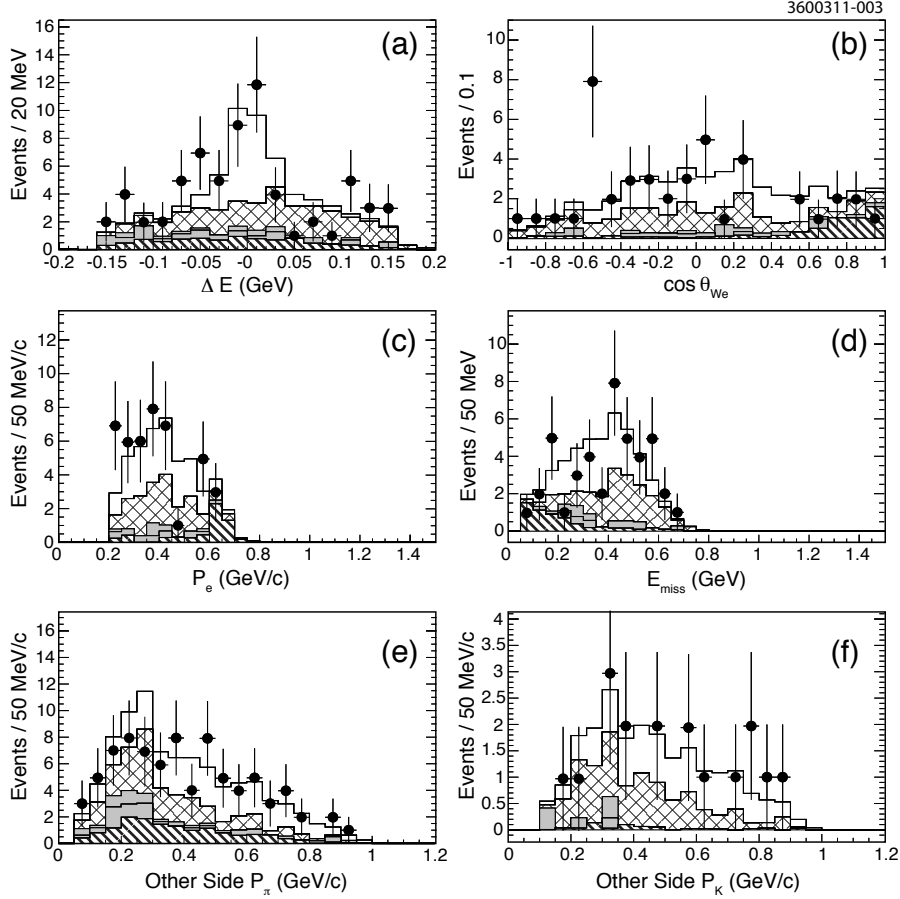 3600311-003
(a)
Events / 20 MeV
16
14
12
10
8
6
4
2
0
-0.2 -0.15 -0.1 -0.05 0 0.05 0.1 0.15 0.2
Δ E (GeV)
(b)
Events / 0.1
10
8
6
4
2
0
-1 -0.8 -0.6 -0.4 -0.2 0 0.2 0.4 0.6 0.8 1
cos θWe
(c)
Events / 50 MeV/c
12
10
8
6
4
2
0
0 0.2 0.4 0.6 0.8 1 1.2 1.4
Pe (GeV/c)
(d)
Events / 50 MeV
10
8
6
4
2
0
0 0.2 0.4 0.6 0.8 1 1.2 1.4
Emiss (GeV)
(e)
Events / 50 MeV/c
16
14
12
10
8
6
4
2
0
0 0.2 0.4 0.6 0.8 1 1.2
Other Side Pπ (GeV/c)
(f)
Events / 50 MeV/c
4
3.5
3
2.5
2
1.5
1
0.5
0
0 0.2 0.4 0.6 0.8 1 1.2
Other Side PK (GeV/c)